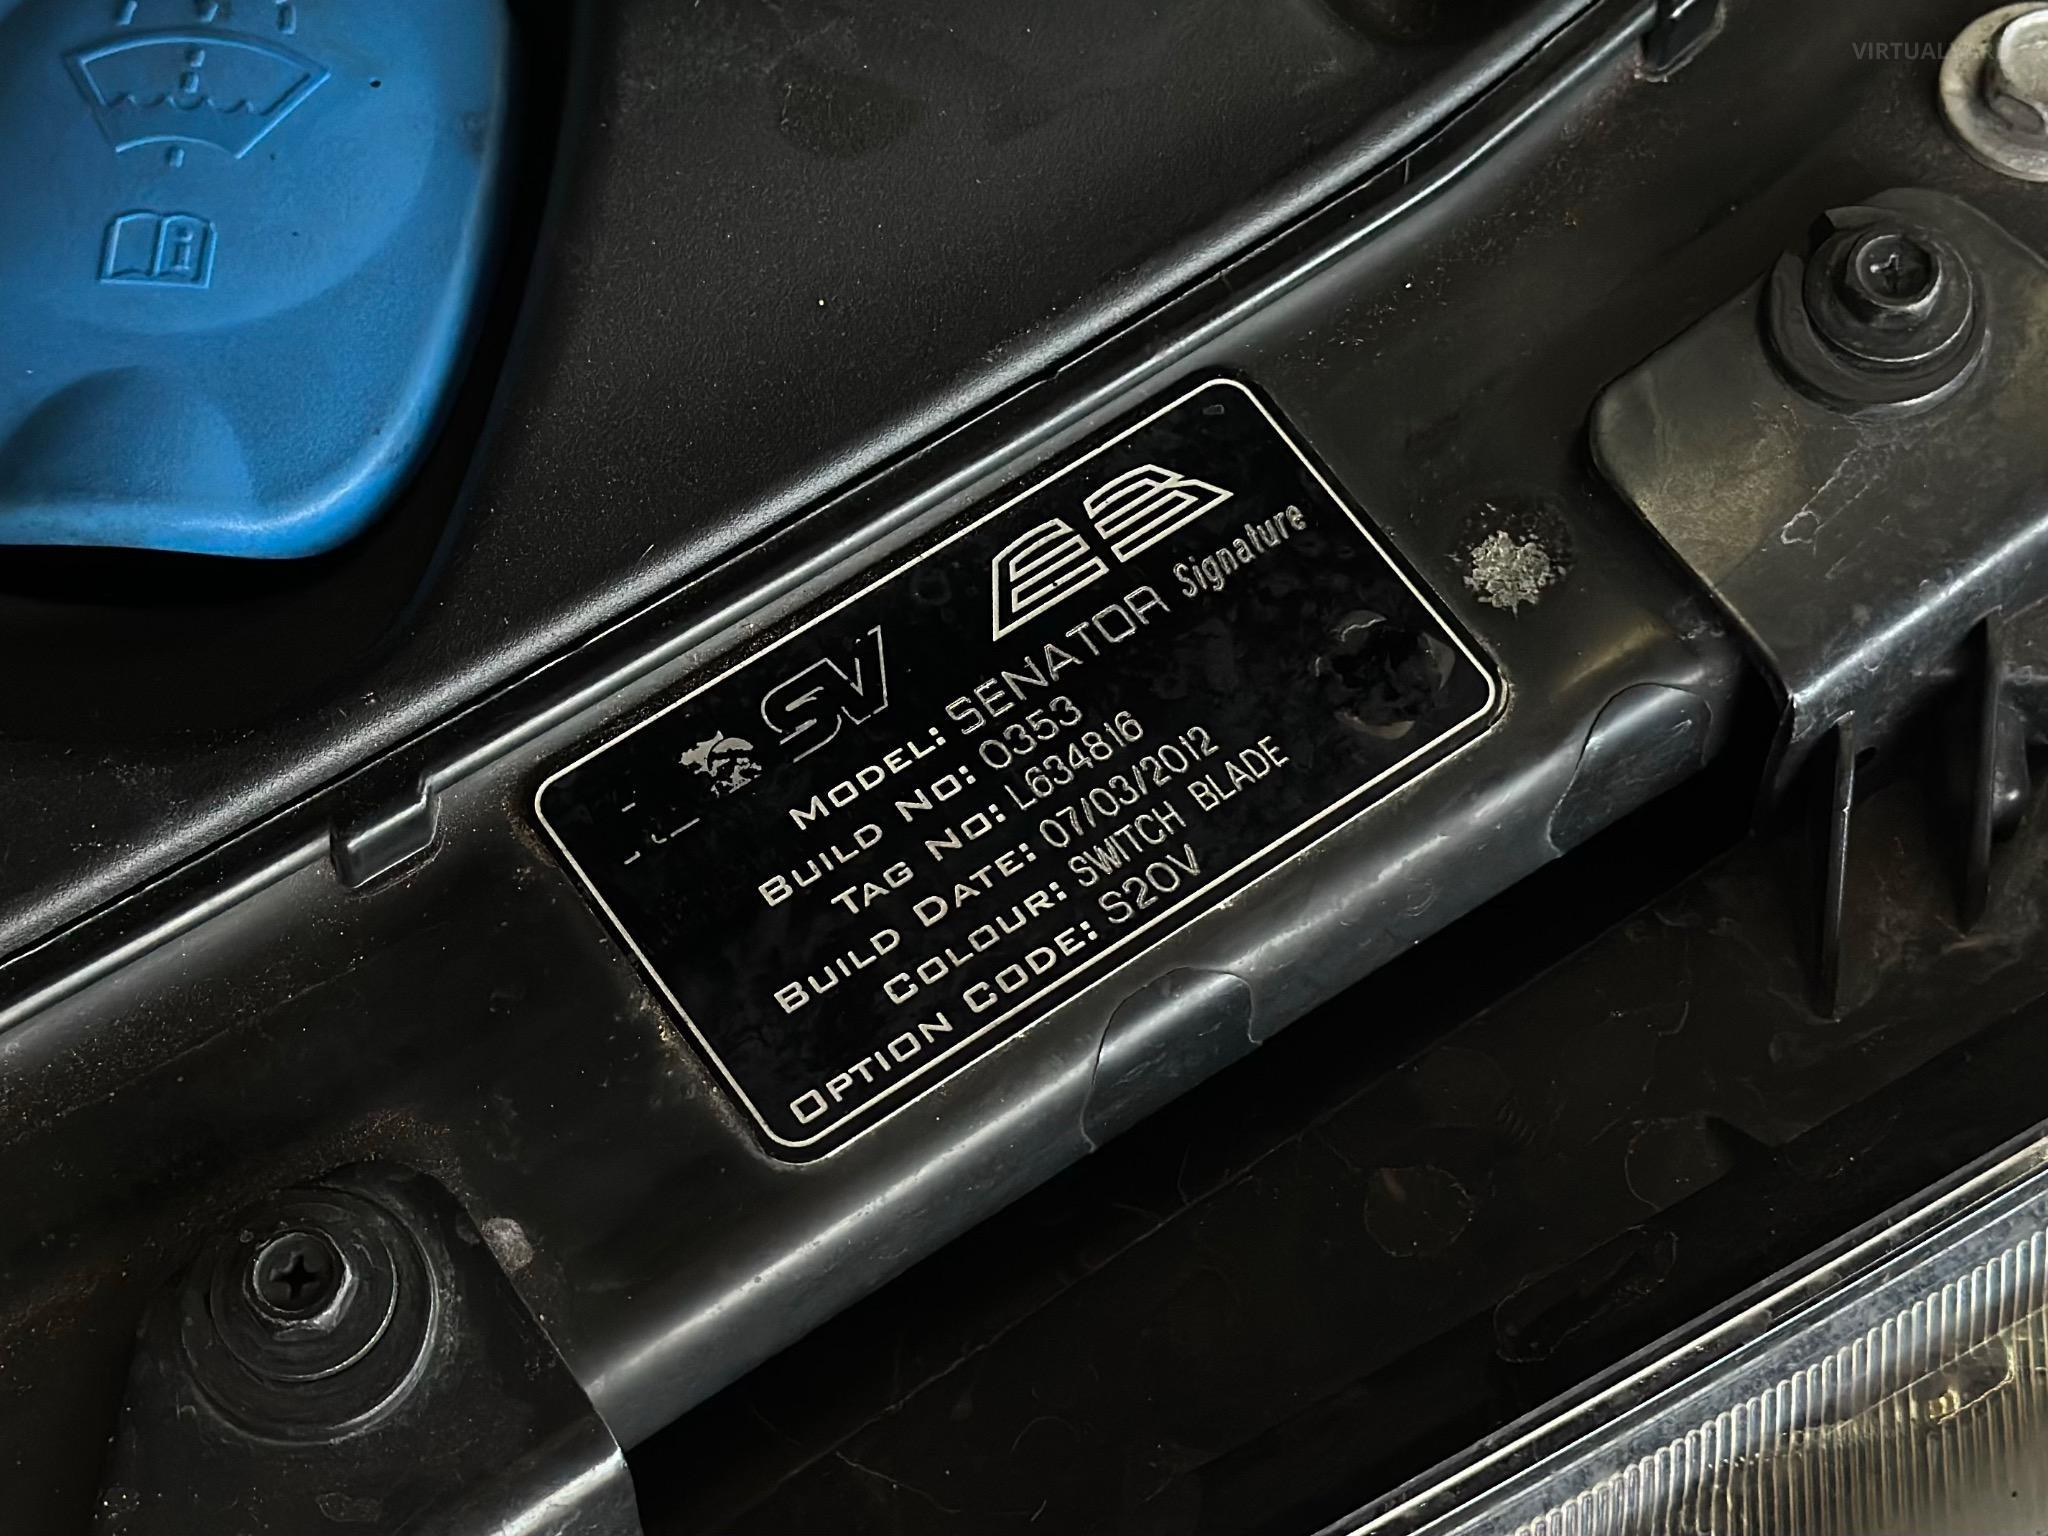 SV E3
MODEL: SENATOR Signature
BUILD NO: 0353
TAG NO: L634816
BUILD DATE: 07/03/2012
COLOUR: SWITCH BLADE
OPTION CODE: S20V